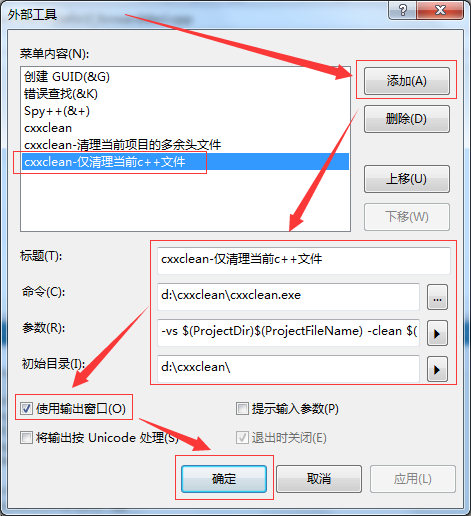 外部工具
菜单内容(N):
创建 GUID(&G)
错误查找(&K)
Spy++(&+)
cxxclean
cxxclean-清理当前项目的多余头文件
cxxclean-仅清理当前c++文件
添加(A)
删除(D)
上移(U)
下移(W)
标题(T):
cxxclean-仅清理当前c++文件
命令(C):
d:\cxxclean\cxxclean.exe
...
参数(R):
-vs $(ProjectDir)$(ProjectFileName) -clean $(
初始目录(I):
d:\cxxclean\
使用输出窗口(O)
提示输入参数(P)
将输出按 Unicode 处理(S)
退出时关闭(E)
确定
取消
应用(L)